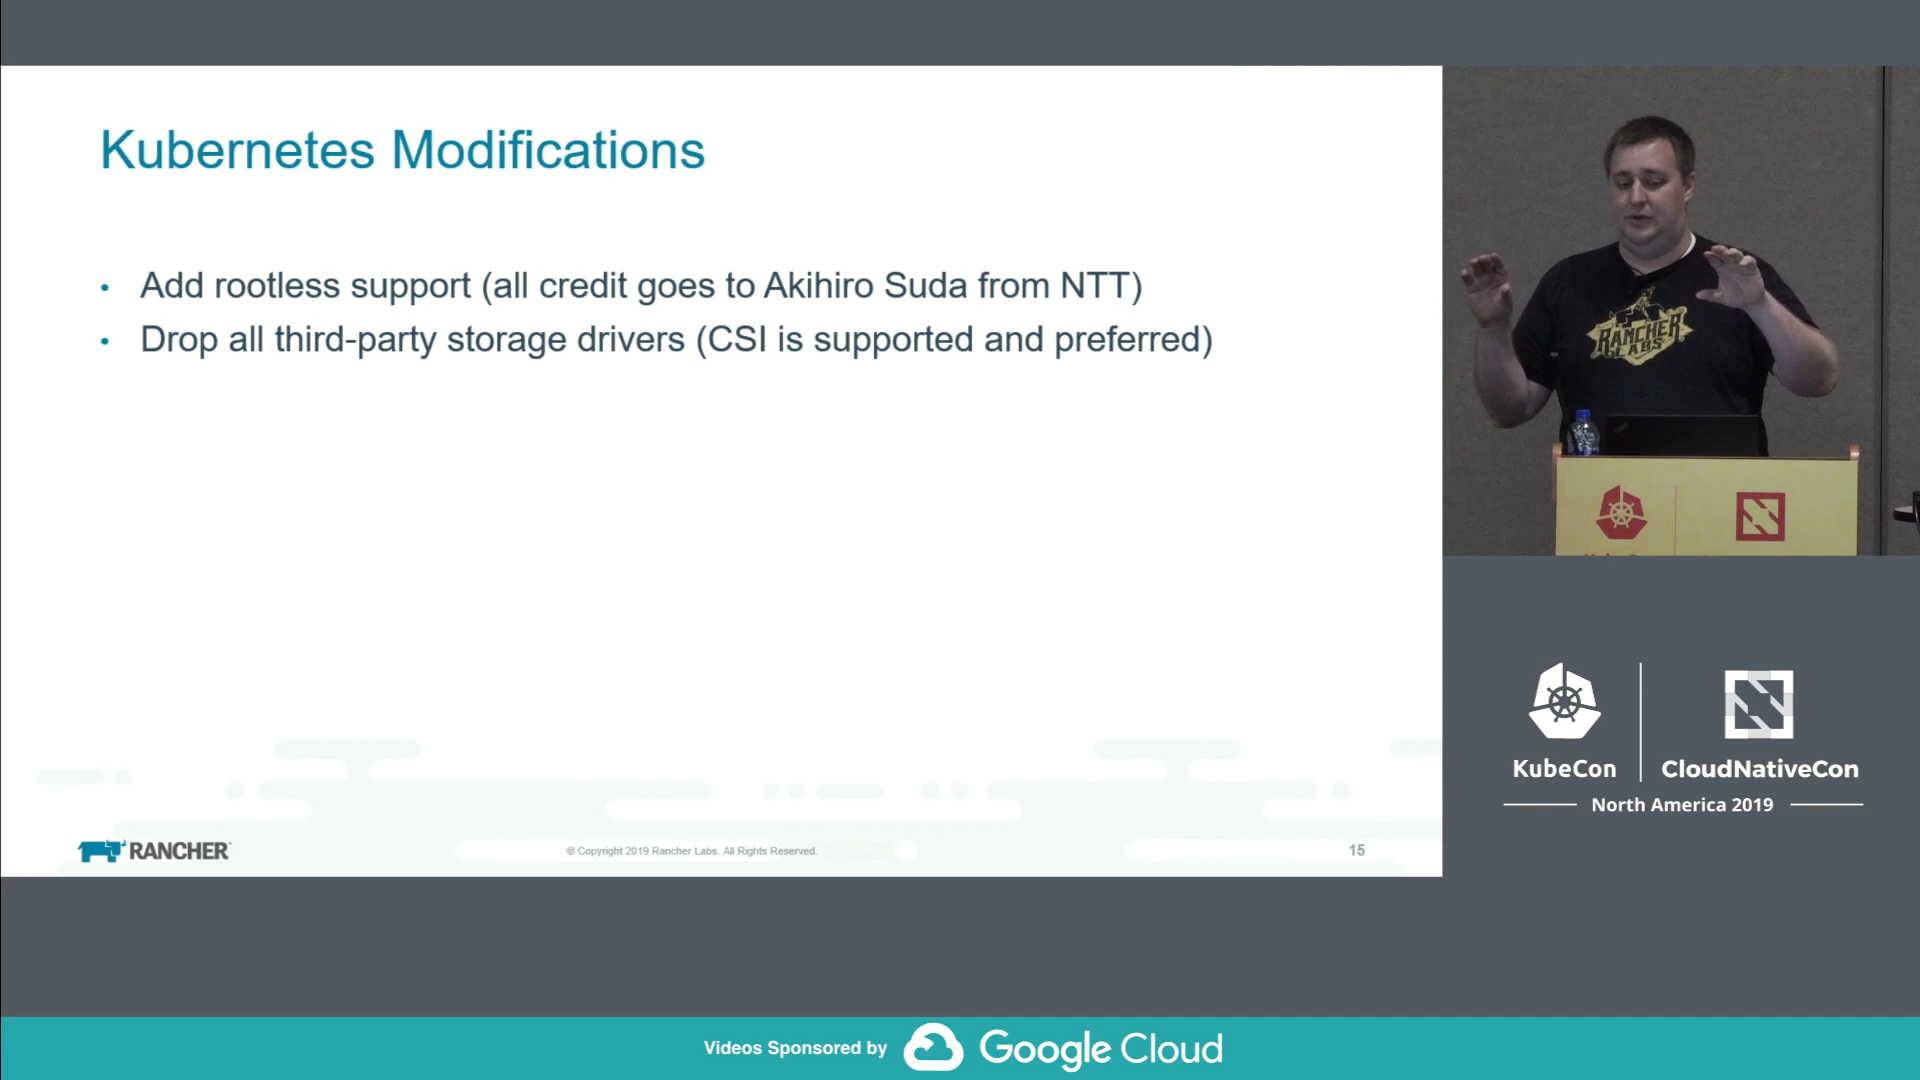 Kubernetes Modifications
• Add rootless support (all credit goes to Akihiro Suda from NTT)
• Drop all third-party storage drivers (CSI is supported and preferred)
RANCHER
© Copyright 2019 Rancher Labs. All Rights Reserved.
15
RANCHER
LABS
KubeCon
CloudNativeCon
North America 2019
Videos Sponsored by Google Cloud